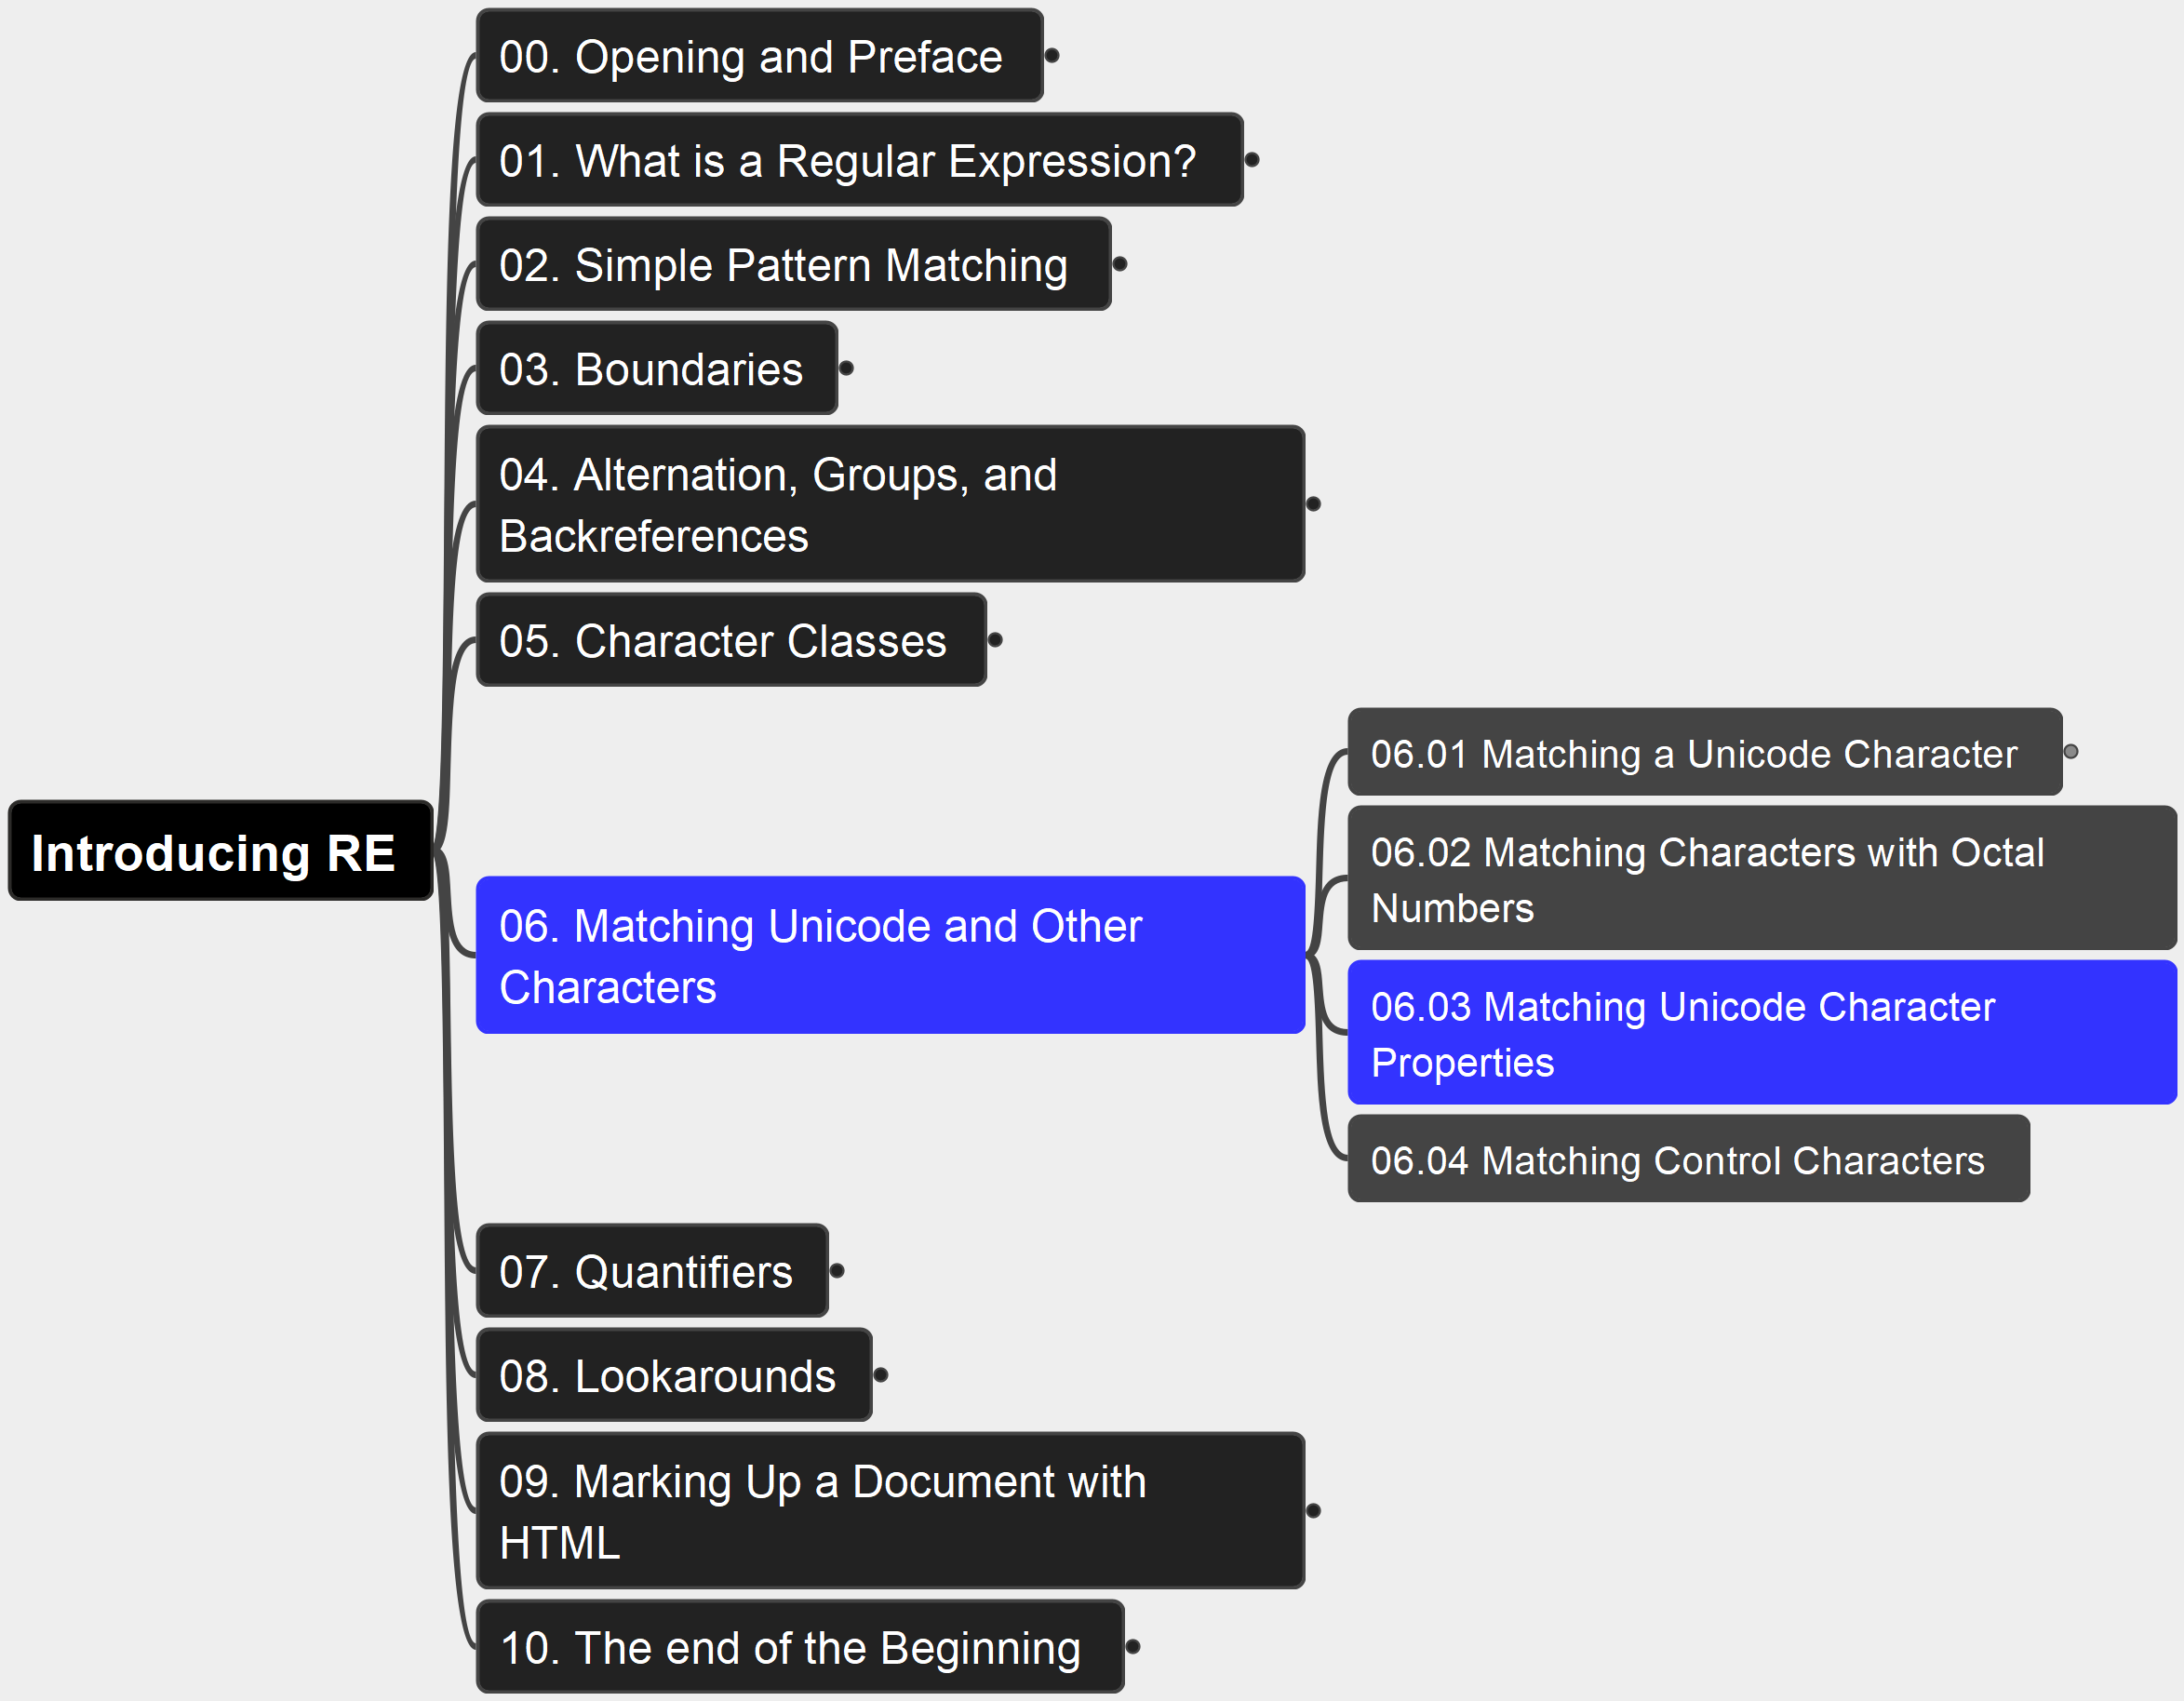 00. Opening and Preface
01. What is a Regular Expression?
02. Simple Pattern Matching
03. Boundaries
04. Alternation, Groups, and
Backreferences
05. Character Classes
Introducing RE
06. Matching Unicode and Other
Characters
06.01 Matching a Unicode Character
06.02 Matching Characters with Octal
Numbers
06.03 Matching Unicode Character
Properties
06.04 Matching Control Characters
07. Quantifiers
08. Lookarounds
09. Marking Up a Document with
HTML
10. The end of the Beginning